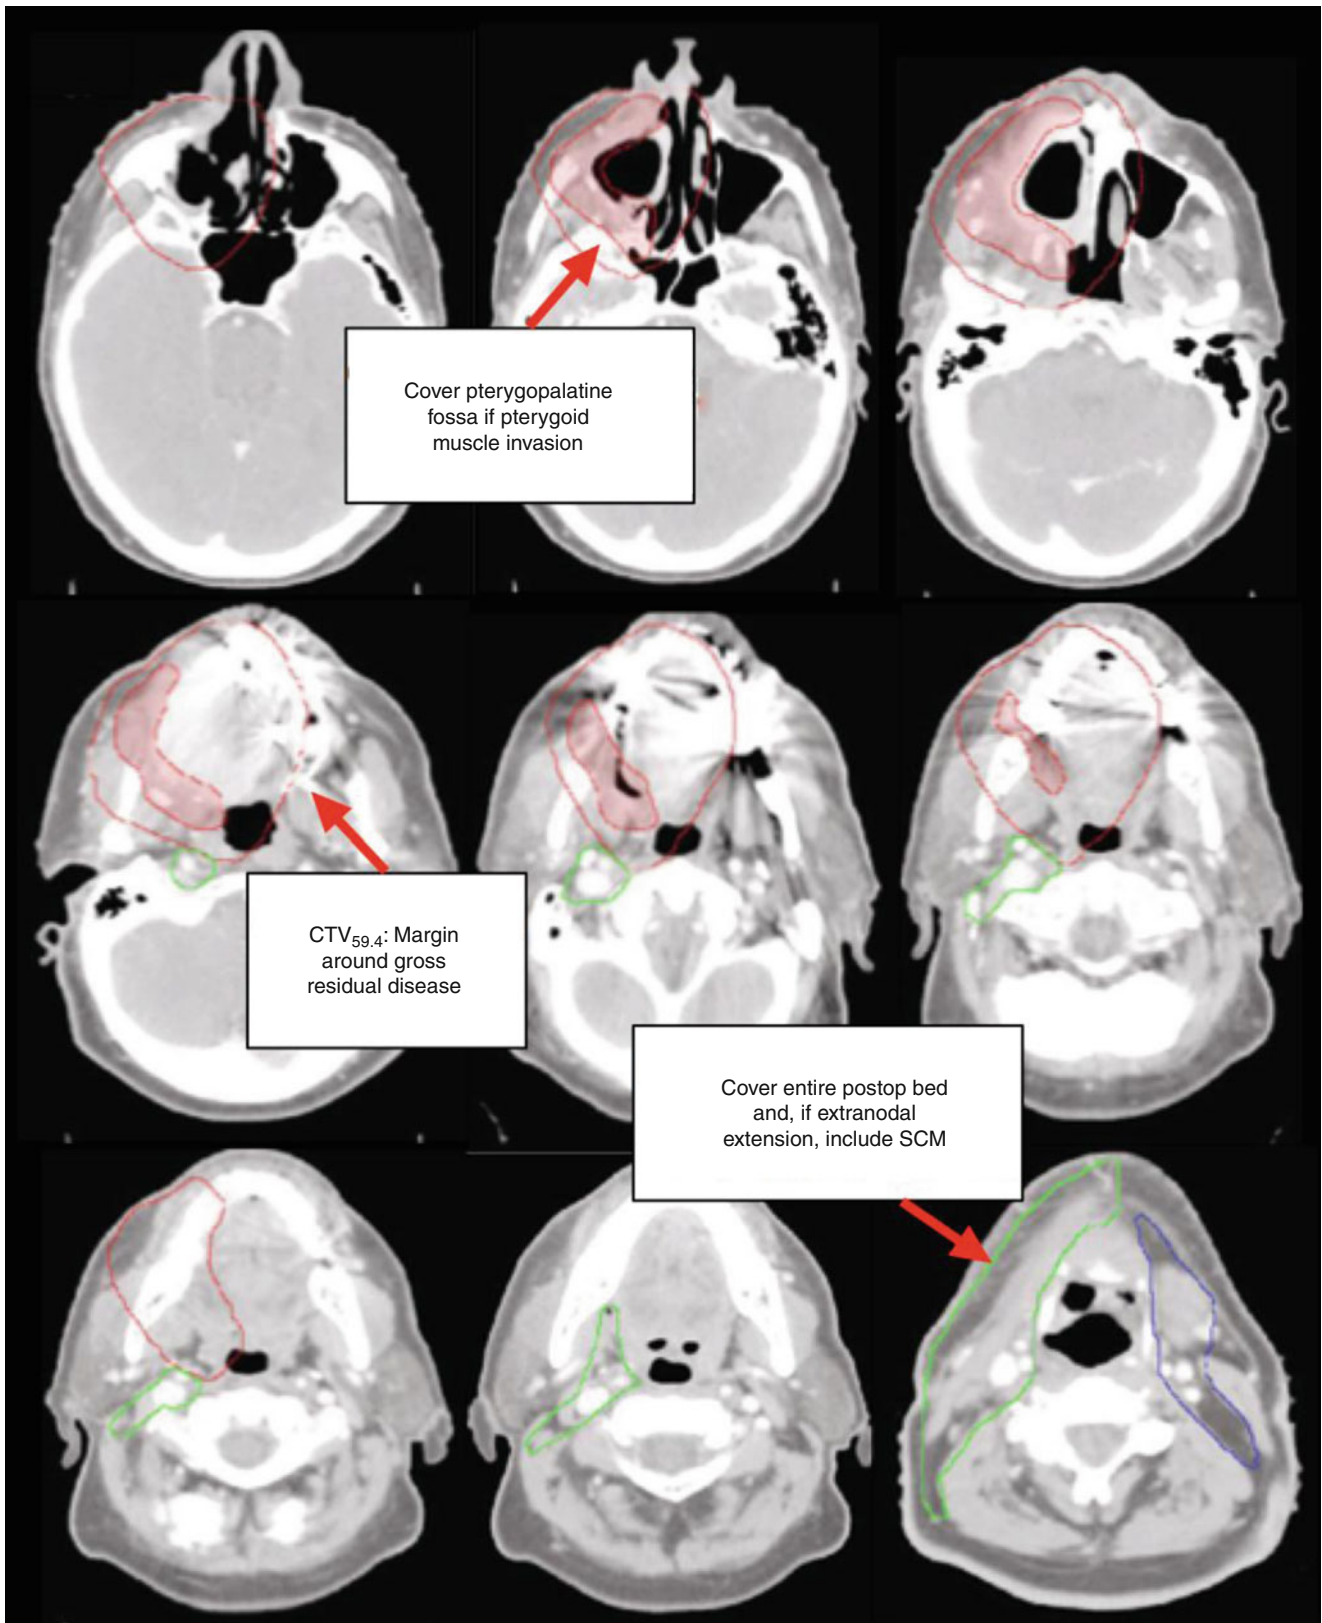 Cover pterygopalatine
fossa if pterygoid
muscle invasion
CTV59.4: Margin
around gross
residual disease
Cover entire postop bed
and, if extranodal
extension, include SCM